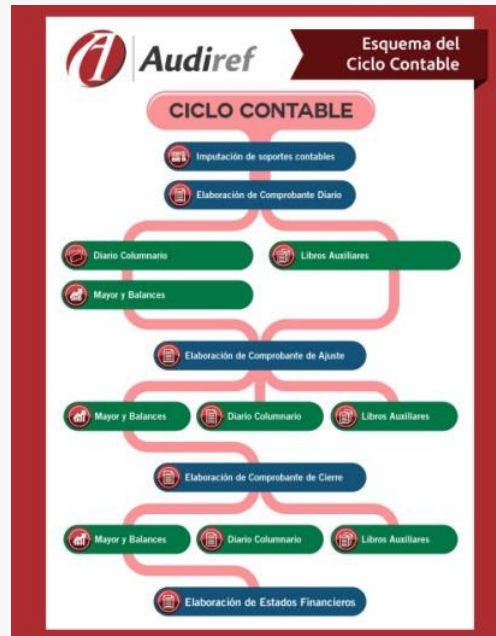 Audiref
Esquema del
Ciclo Contable
CICLO CONTABLE
Imputación de soportes contables
Elaboración de Comprobante Diario
Diario Columnario
Libros Auxiliares
Mayor y Balances
Elaboración de Comprobante de Ajuste
Mayor y Balances
Diario Columnario
Libros Auxiliares
Elaboración de Comprobante de Cierre
Mayor y Balances
Diario Columnario
Libros Auxiliares
Elaboración de Estados Financieros